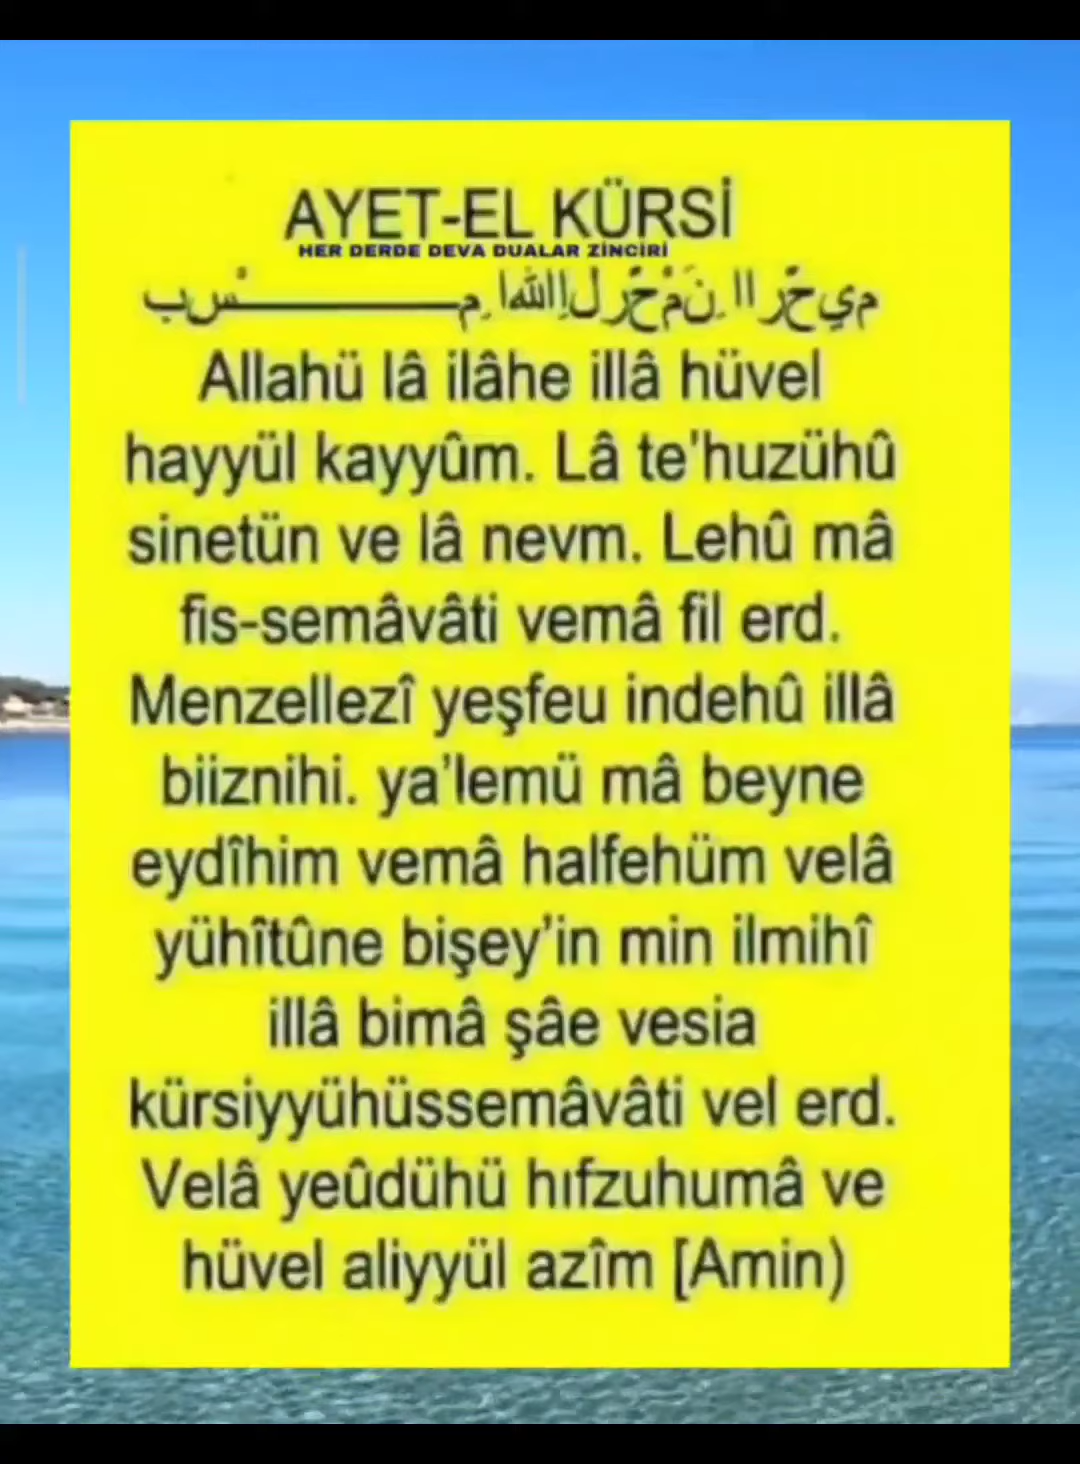 AYET-EL KÜRSİ
HER DERDE DEVA DUALAR ZİNCİRİ
Allahü lâ ilâhe illâ hüvel
hayyül kayyûm. Lâ te'huzühû
sinetün ve lâ nevm. Lehû mâ
fis-semâvâti vemâ fil erd.
Menzellezî yeşfeu indehû illâ
biiznihi. ya’lemü mâ beyne
eydîhim vemâ halfehüm velâ
yühîtûne bişey’in min ilmihî
illâ bimâ şâe vesia
kürsiyyühüssemâvâti vel erd.
Velâ yeûdühü hıfzuhumâ ve
hüvel aliyyül azîm [Amin)